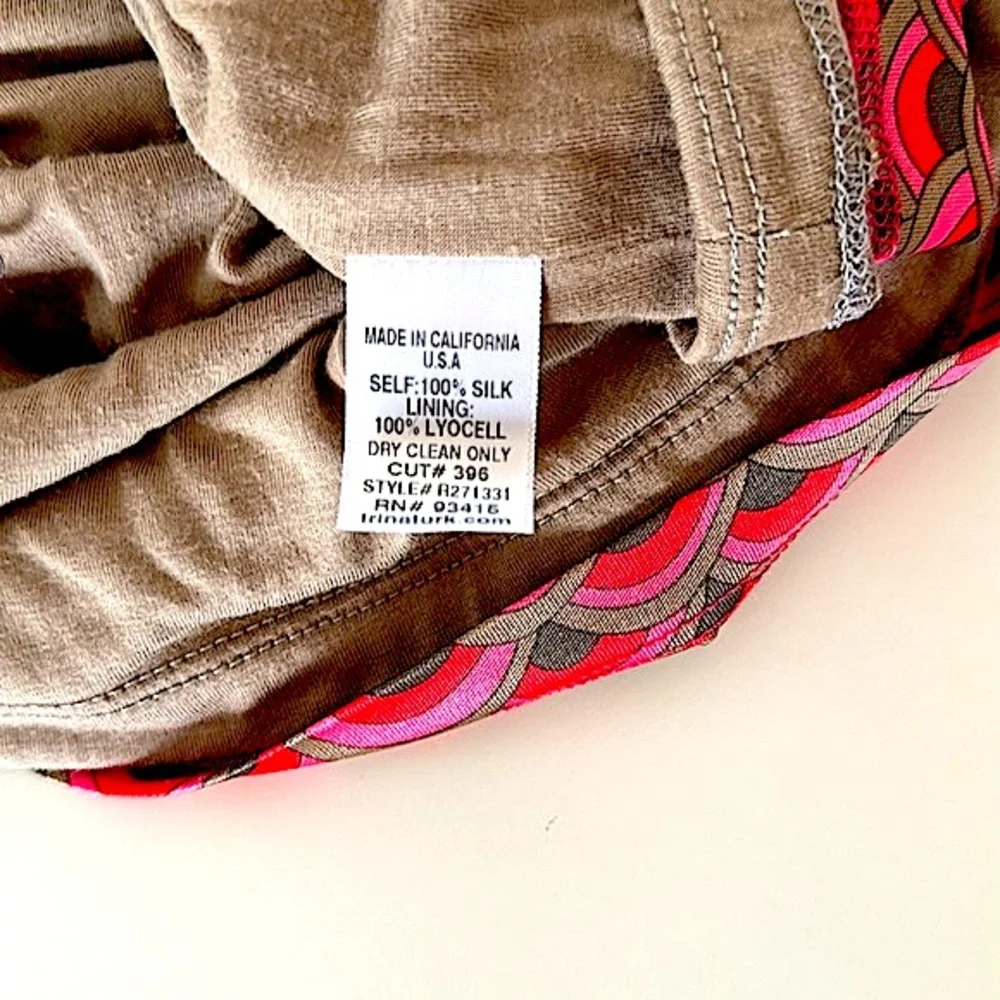 MADE IN CALIFORNIA
U.S.A
SELF:100% SILK
LINING:
100% LYOCELL
DRY CLEAN ONLY
CUT# 396
STYLE# R271331
RN# 93416
trinaturk.com